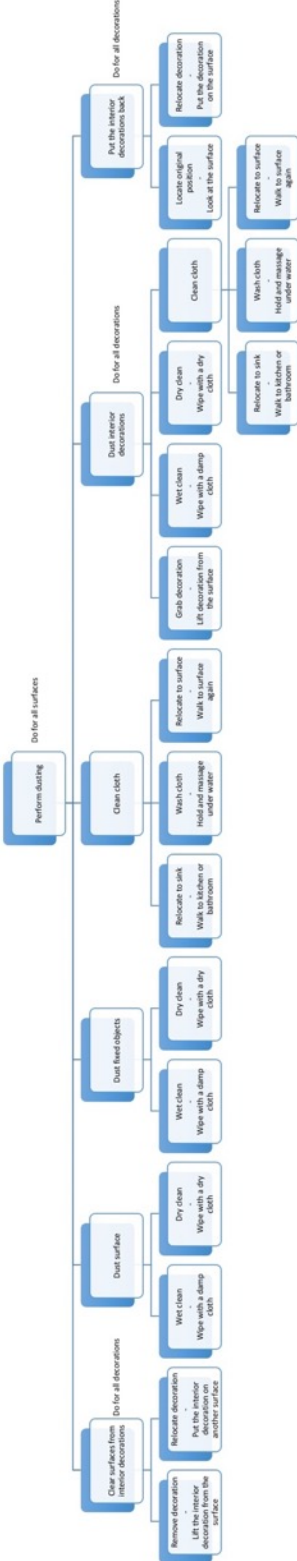 Do for all surfaces
Perform dusting
Do for all decorations
Clear surfaces from
interior decorations
Dust surface
Dust fixed objects
Clean cloth
Do for all decorations
Dust interior
decorations
Do for all decorations
Put the interior
decorations back
Remove decoration
-
Lift the interior
decoration from the
surface
Relocate decoration
-
Put the interior
decoration on
another surface
Wet clean
-
Wipe with a damp
cloth
Dry clean
-
Wipe with a dry
cloth
Wet clean
-
Wipe with a damp
cloth
Dry clean
-
Wipe with a dry
cloth
Relocate to sink
-
Walk to kitchen or
bathroom
Wash cloth
-
Hold and massage
under water
Relocate to surface
-
Walk to surface
again
Grab decoration
-
Lift decoration from
the surface
Wet clean
-
Wipe with a damp
cloth
Dry clean
-
Wipe with a dry
cloth
Clean cloth
Locate original
position
-
Look at the surface
Relocate decoration
-
Put the decoration
on the surface
Relocate to sink
-
Walk to kitchen or
bathroom
Wash cloth
-
Hold and massage
under water
Relocate to surface
-
Walk to surface
again